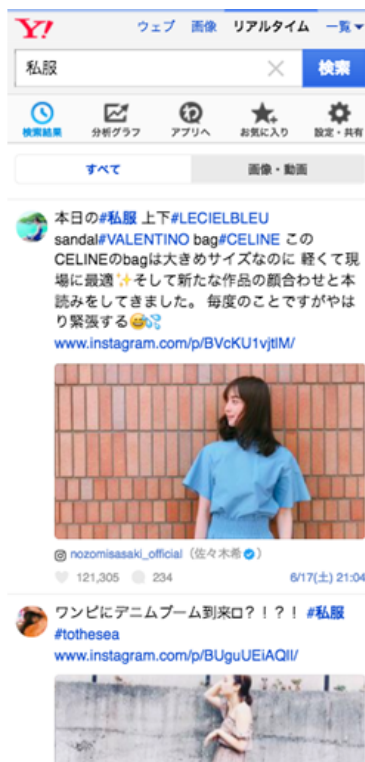 Y!
ウェブ 画像 リアルタイム 一覧▼
私服 × 検索
検索結果 分析グラフ アプリへ お気に入り 設定・共有
すべて 画像・動画
本日の#私服 上下#LECIELBLEU
sandal#VALENTINO bag#CELINE この
CELINEのbagは大きめサイズなのに 軽くて現
場に最適✨そして新たな作品の顔合わせと本
読みをしてきました。 毎度のことですがやは
り緊張する😅💦
www.instagram.com/p/BVcKU1vjtlM/
nozomisasaki_official（佐々木希）
121,305 234 6/17(土) 21:04
ワンピにデニムブーム到来ロ？！？！ #私服
#tothesea
www.instagram.com/p/BUguUEiAQll/